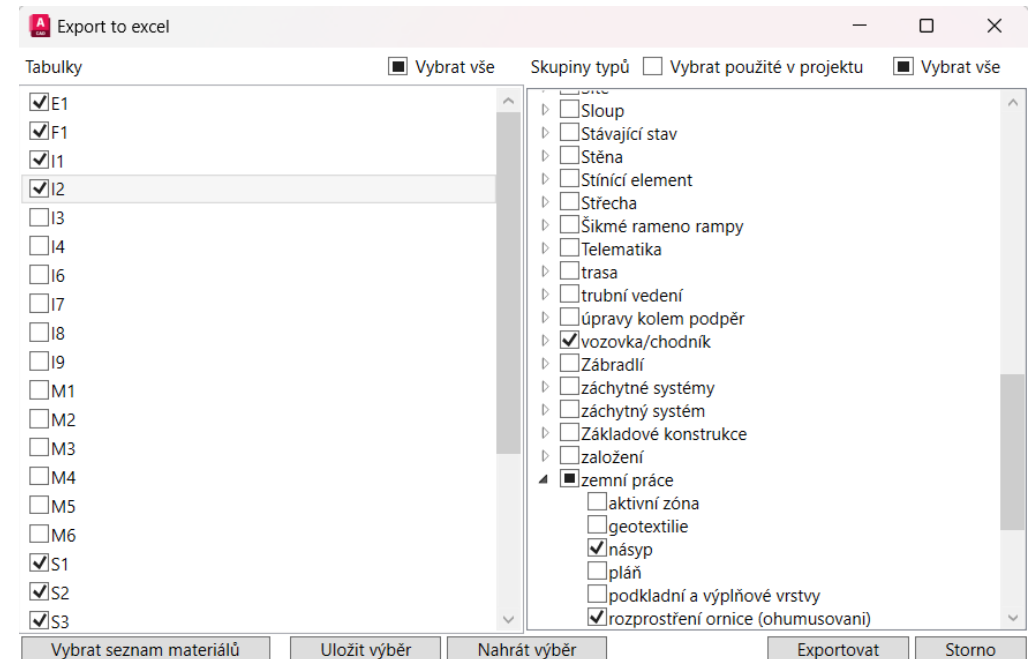 A
CAD
Export to excel
Tabulky
Vybrat vše
Skupiny typů
Vybrat použité v projektu
Vybrat vše
E1
F1
I1
I2
I3
I4
I6
I7
I8
I9
M1
M2
M3
M4
M5
M6
S1
S2
S3
Sloup
Stávající stav
Stěna
Stínící element
Střecha
Šikmé rameno rampy
Telematika
trasa
trubní vedení
úpravy kolem podpěr
vozovka/chodník
Zábradlí
záchytné systémy
záchytný systém
Základové konstrukce
založení
zemní práce
aktivní zóna
geotextilie
násyp
pláň
podkladní a výplňové vrstvy
rozprostření ornice (ohumusovani)
Vybrat seznam materiálů
Uložit výběr
Nahrát výběr
Exportovat
Storno